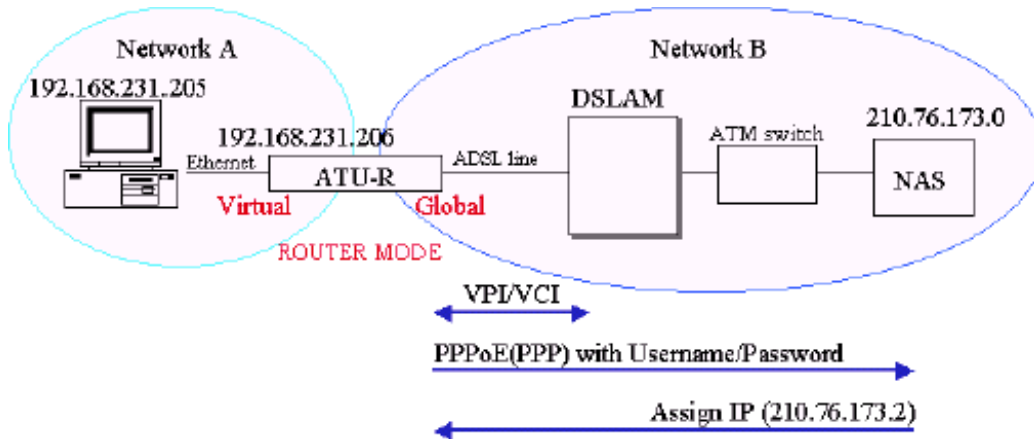 Network A
Network B
192.168.231.205
DSLAM
210.76.173.0
192.168.231.206
ATM switch
Ethernet
ATU-R
ADSL line
NAS
Virtual
Global
ROUTER MODE
VPI/VCI
PPPoE(PPP) with Username/Password
Assign IP (210.76.173.2)